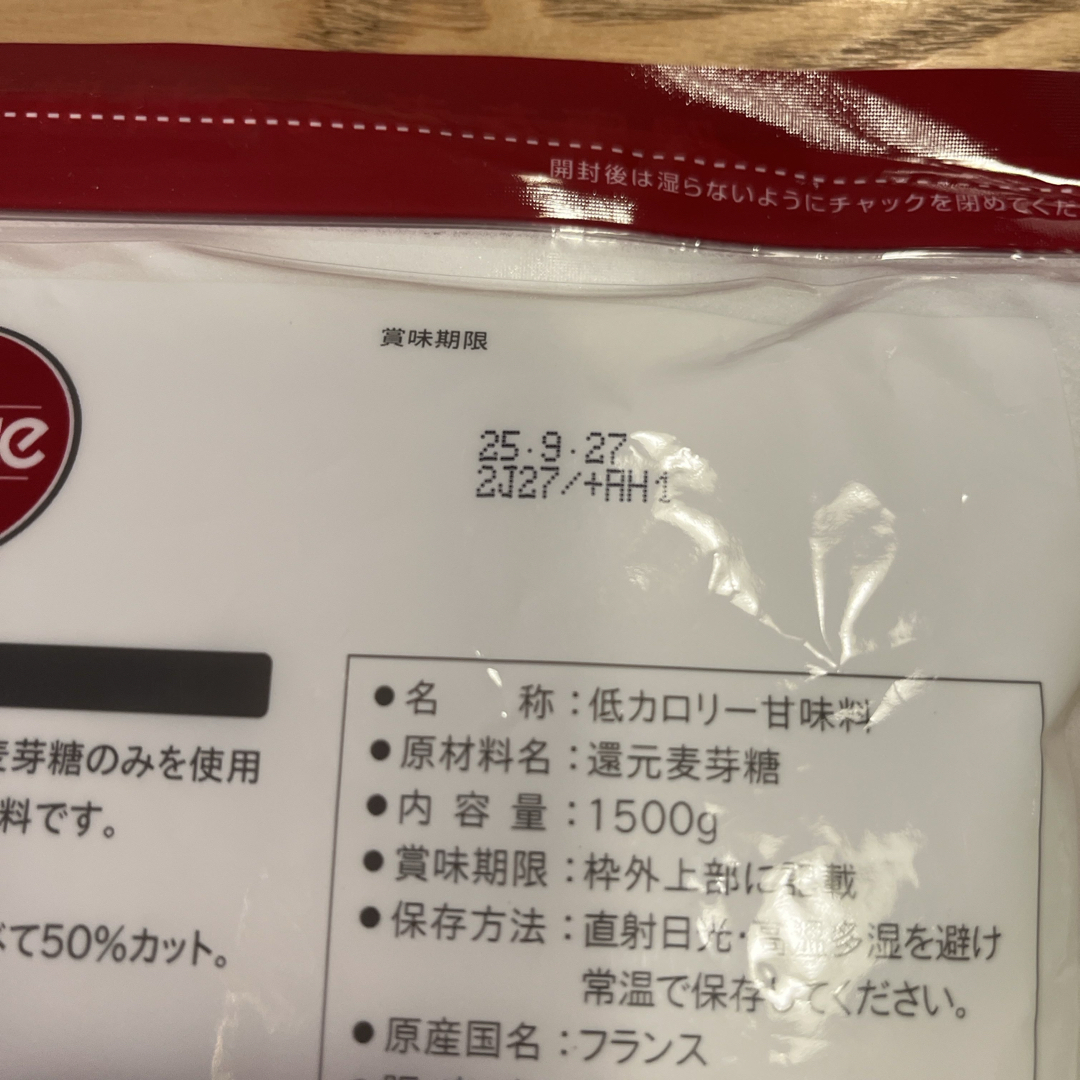 開封後は湿らないようにチャックを閉めてくだ
賞味期限
25.9.27
2J27/+AH1
麦芽糖のみを使用
料です。
べて50%カット。
●名　　称：低カロリー甘味料
●原材料名：還元麦芽糖
●内 容 量：1500g
●賞味期限：枠外上部に記載
●保存方法：直射日光・高温多湿を避け
常温で保存してください。
●原産国名：フランス